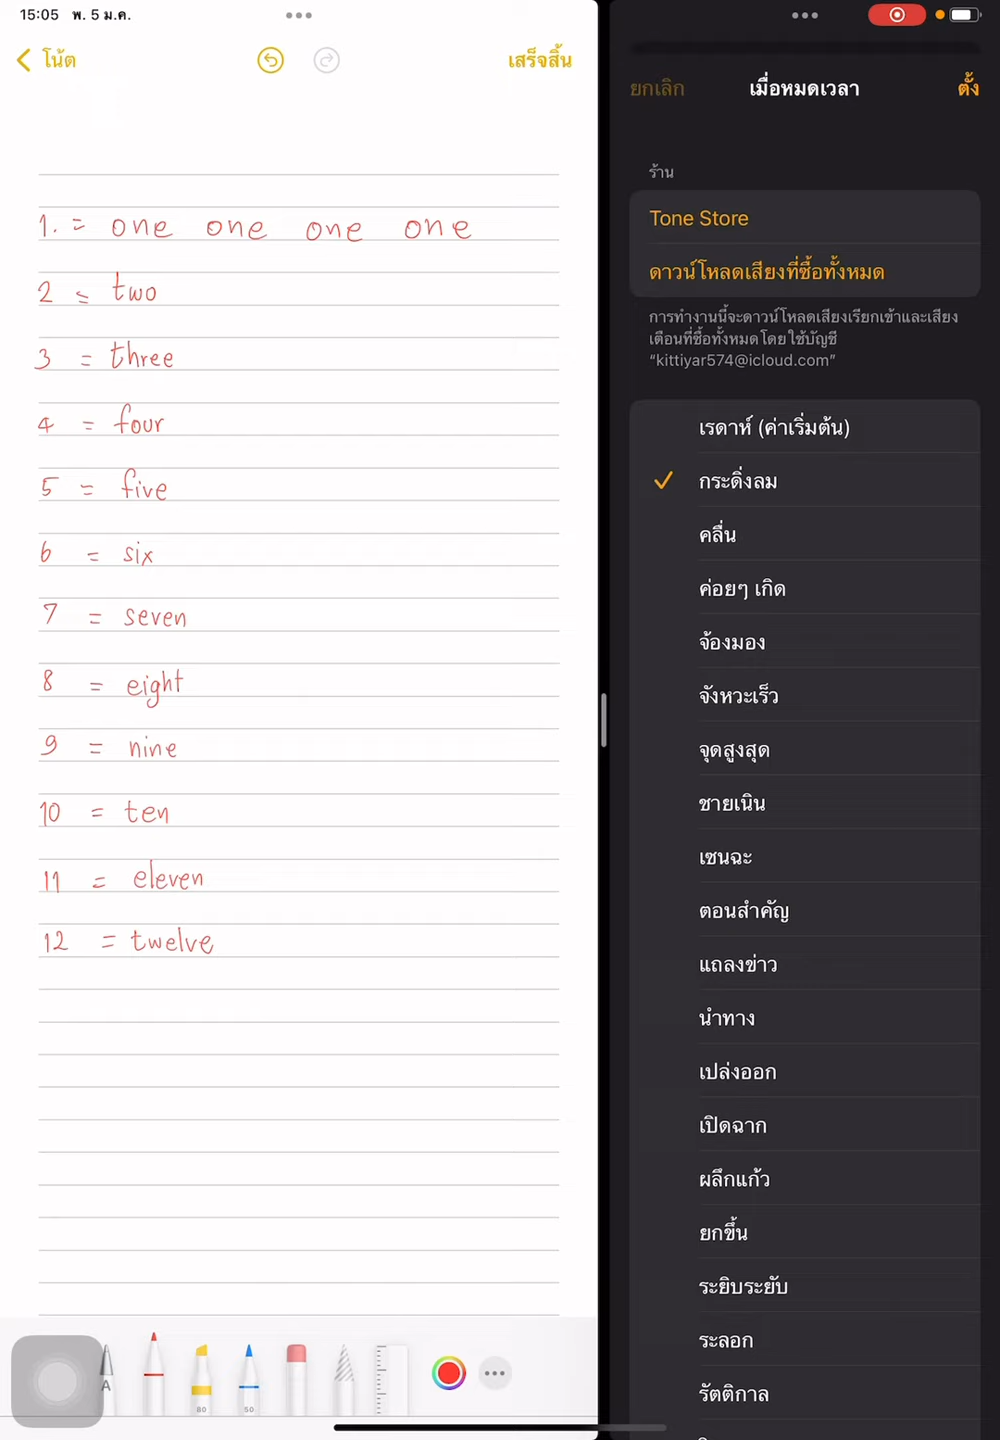 15:05 พ. 5 ม.ค.
โน้ต
เสร็จสิ้น
1. = one one one one
2 = two
3 = three
4 = four
5 = five
6 = six
7 = seven
8 = eight
9 = nine
10 = ten
11 = eleven
12 = twelve
A
80
50
ยกเลิก
เมื่อหมดเวลา
ตั้ง
ร้าน
Tone Store
ดาวน์โหลดเสียงที่ซื้อทั้งหมด
การทำงานนี้จะดาวน์โหลดเสียงเรียกเข้าและเสียง
เตือนที่ซื้อทั้งหมดโดยใช้บัญชี
“kittiyar574@icloud.com”
เรดาห์ (ค่าเริ่มต้น)
กระดิ่งลม
คลื่น
ค่อยๆ เกิด
จ้องมอง
จังหวะเร็ว
จุดสูงสุด
ชายเนิน
เซนฉะ
ตอนสำคัญ
แถลงข่าว
นำทาง
เปล่งออก
เปิดฉาก
ผลึกแก้ว
ยกขึ้น
ระยิบระยับ
ระลอก
รัตติกาล